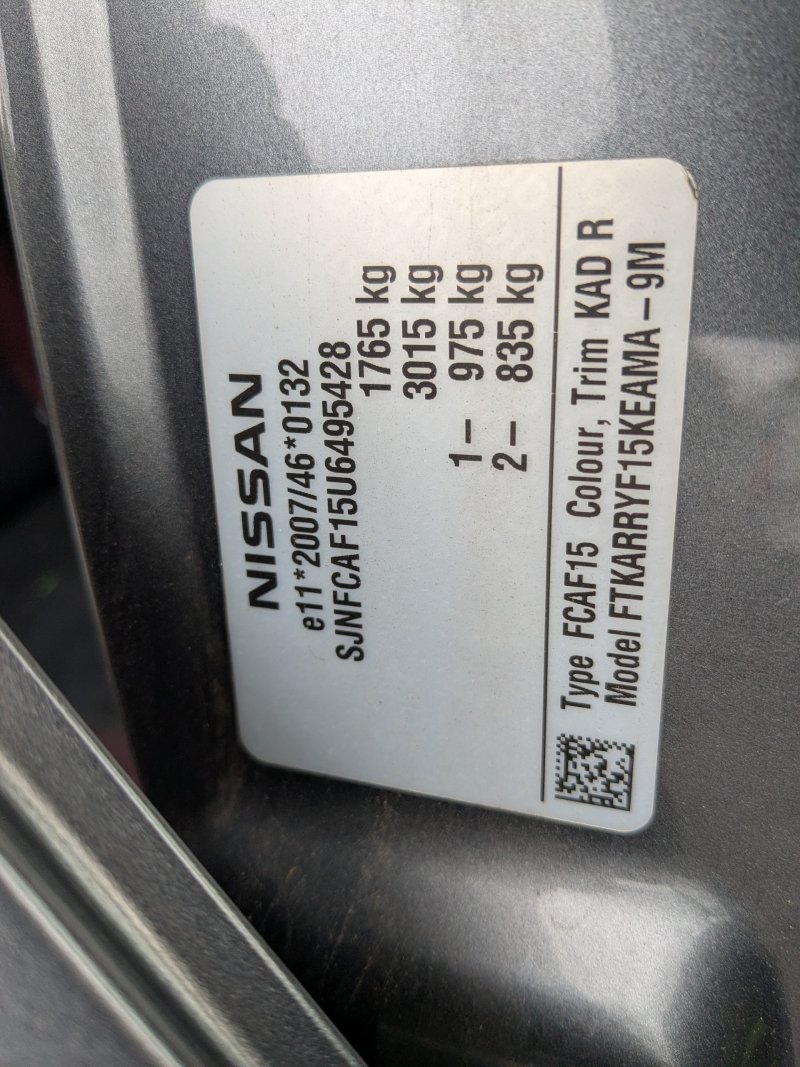 NISSAN
e11*2007/46*0132
SJNFCAF15U6495428
1765 kg
3015 kg
1– 975 kg
2– 835 kg
Type FCAF15 Colour, Trim KAD R
Model FTKARRYF15KEAMA–9M